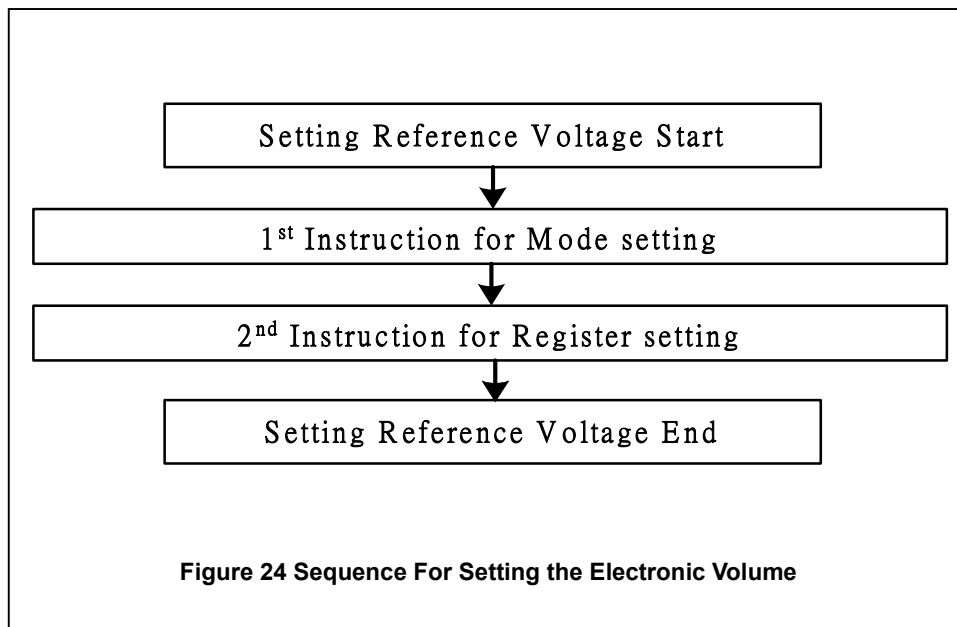 Setting Reference Voltage Start
1st Instruction for Mode setting
2nd Instruction for Register setting
Setting Reference Voltage End
Figure 24 Sequence For Setting the Electronic Volume